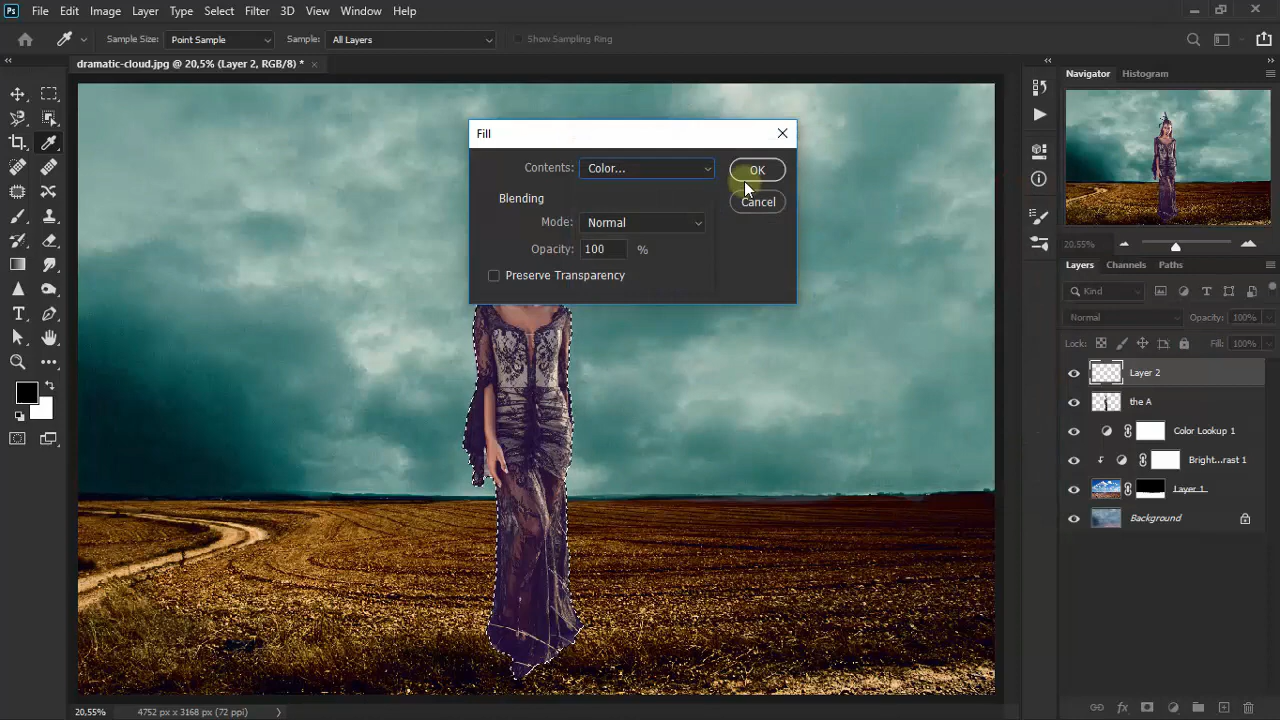 Ps File Edit Image Layer Type Select Filter 3D View Window Help
Sample Size: Point Sample Sample: All Layers Show Sampling Ring
dramatic-cloud.jpg @ 20,5% (Layer 2, RGB/8) *
Navigator Histogram
Fill
Contents: Color...
OK
Blending
Cancel
Mode: Normal
Opacity: 100 %
Preserve Transparency
20.55%
Layers Channels Paths
Kind
Normal Opacity: 100%
Lock: Fill: 100%
Layer 2
the A
Color Lookup 1
Bright...rast 1
Layer 1
Background
20,55% 4752 px x 3168 px (72 ppi)